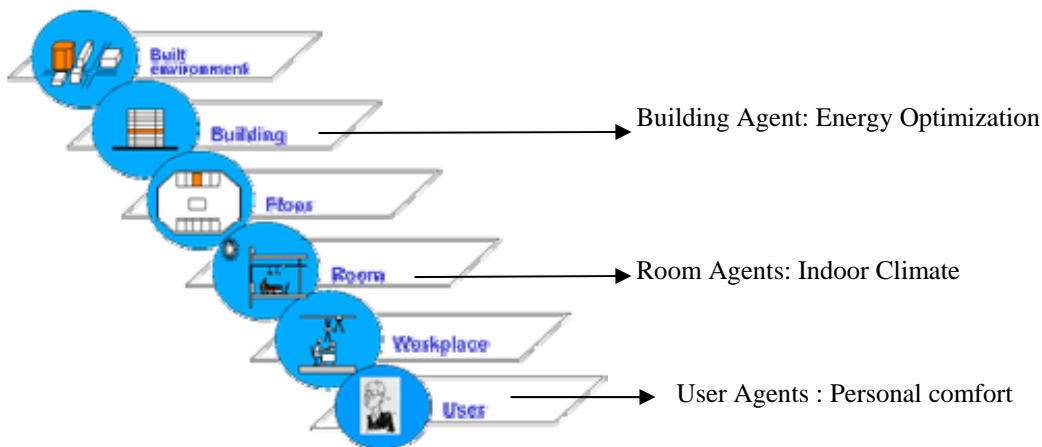 Built
environment
Building
Building Agent: Energy Optimization
Floor
Room
Room Agents: Indoor Climate
Workplace
User
User Agents : Personal comfort